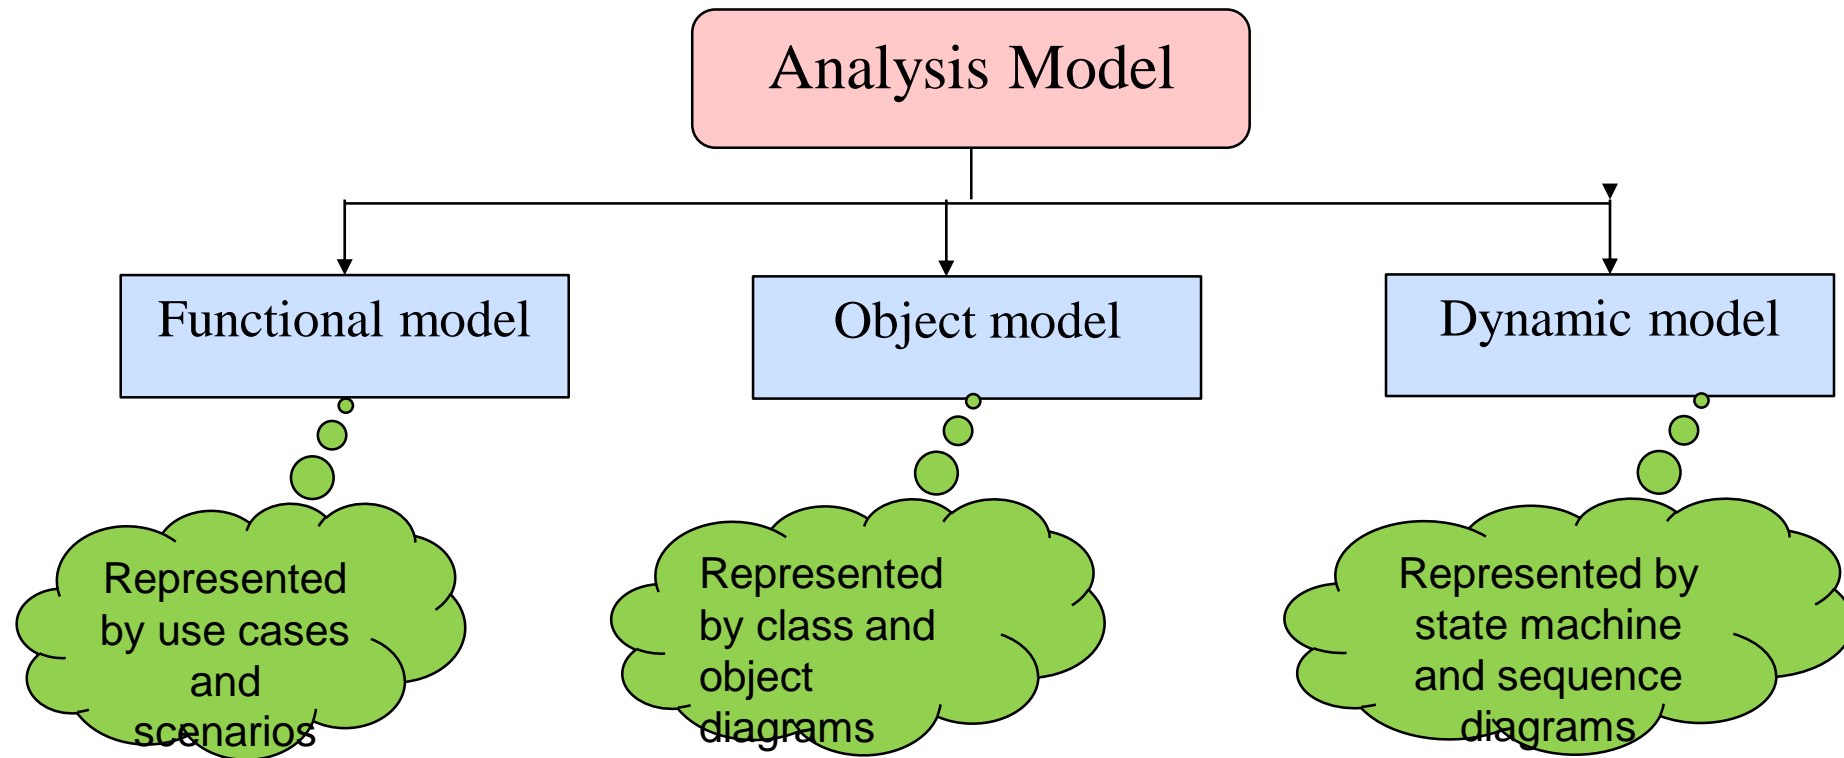 Analysis Model
Functional model
Object model
Dynamic model
Represented
by use cases
and
scenarios
Represented
by class and
object
diagrams
Represented by
state machine
and sequence
diagrams